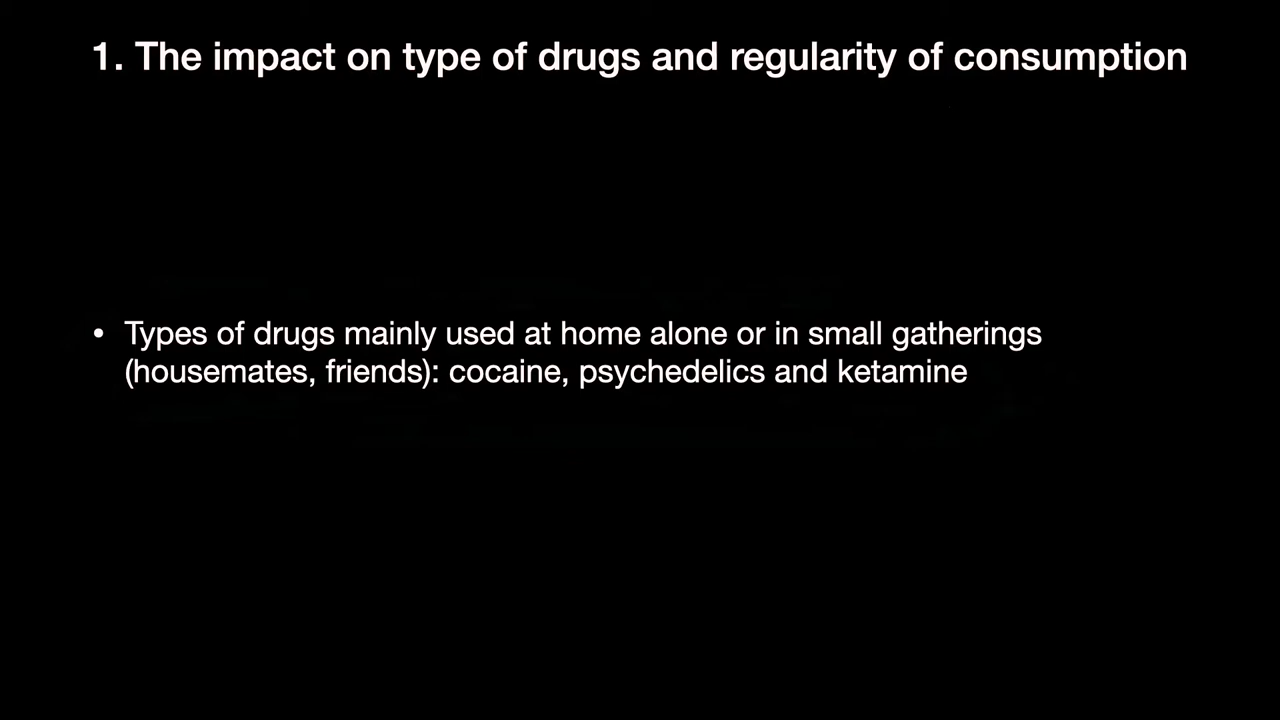 1. The impact on type of drugs and regularity of consumption
• Types of drugs mainly used at home alone or in small gatherings
(housemates, friends): cocaine, psychedelics and ketamine